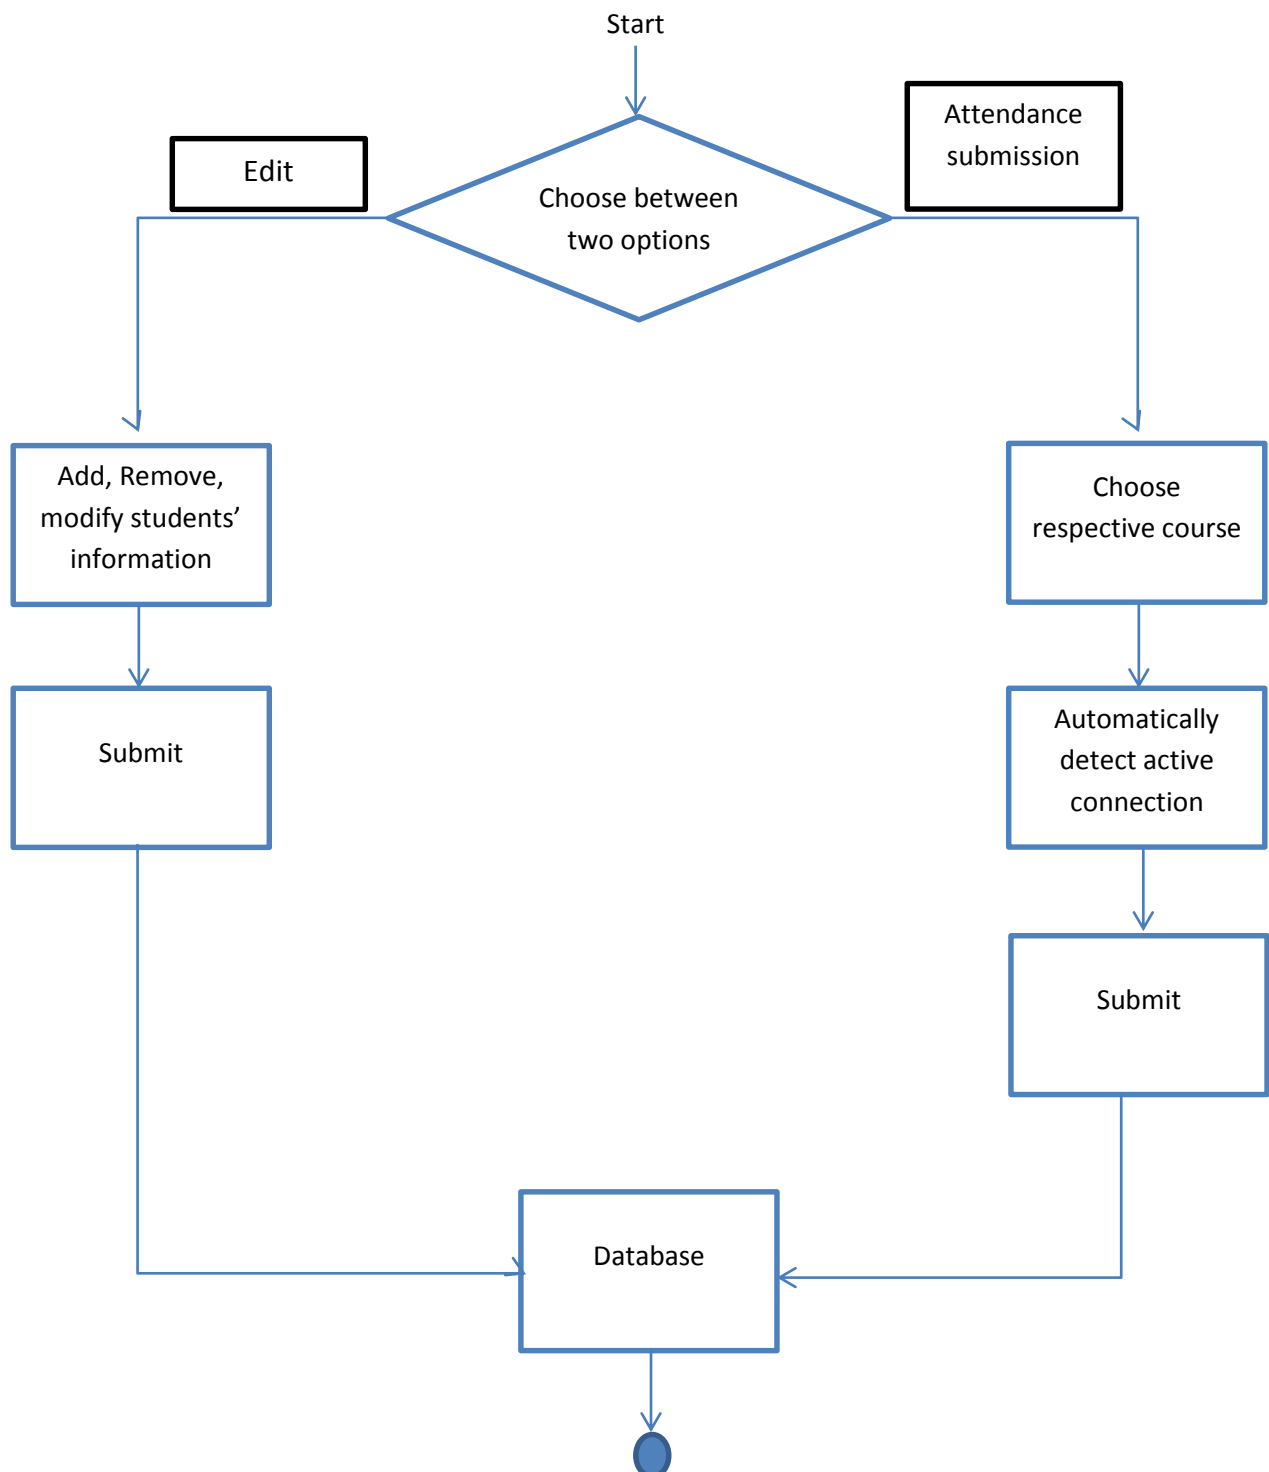 Start
Edit
Attendance
submission
Choose between
two options
Add, Remove,
modify students’
information
Choose
respective course
Submit
Automatically
detect active
connection
Submit
Database